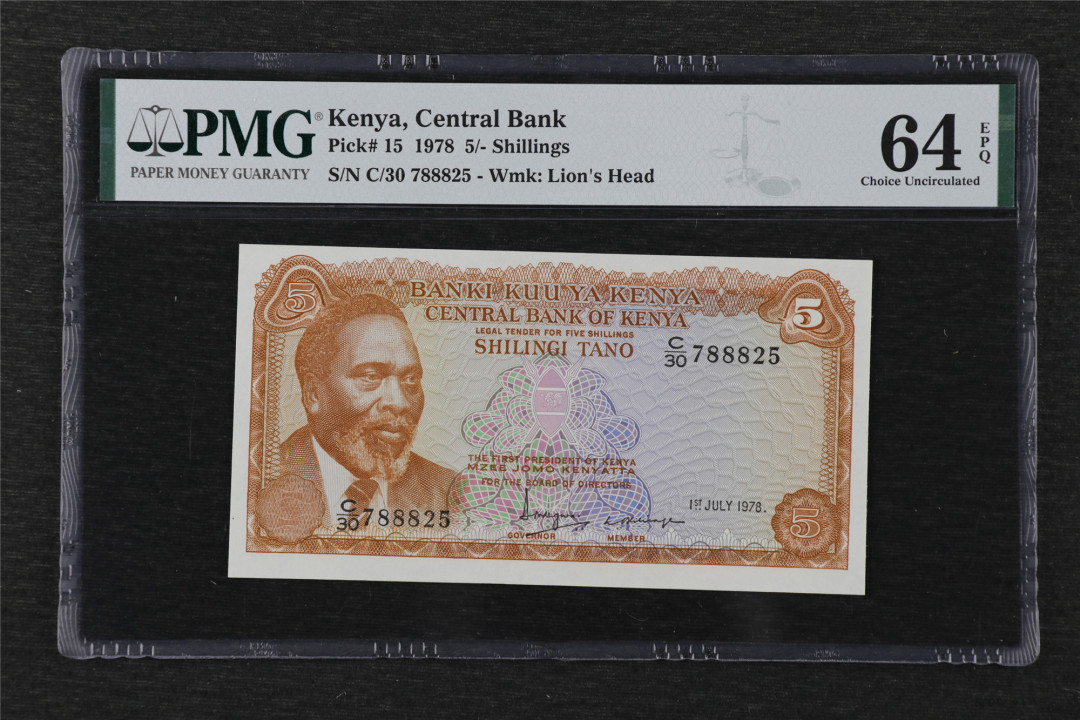 PMG®
PAPER MONEY GUARANTY
Kenya, Central Bank
Pick# 15 1978 5/- Shillings
S/N C/30 788825 - Wmk: Lion's Head
64 EPQ
Choice Uncirculated
5
BANKI KUU YA KENYA
5
CENTRAL BANK OF KENYA
LEGAL TENDER FOR FIVE SHILLINGS
SHILINGI TANO
C/30 788825
THE FIRST PRESIDENT OF KENYA
MZEE JOMO KENYATTA
FOR THE BOARD OF DIRECTORS
C/30 788825
1ST JULY 1978.
5
GOVERNOR
MEMBER